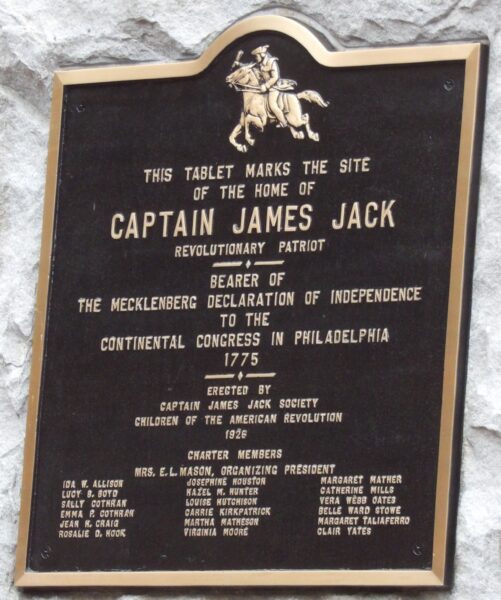 THIS TABLET MARKS THE SITE
OF THE HOME OF
CAPTAIN JAMES JACK
REVOLUTIONARY PATRIOT
BEARER OF
THE MECKLENBERG DECLARATION OF INDEPENDENCE
TO THE
CONTINENTAL CONGRESS IN PHILADELPHIA
1775
ERECTED BY
CAPTAIN JAMES JACK SOCIETY
CHILDREN OF THE AMERICAN REVOLUTION
1926
CHARTER MEMBERS
MRS. E.L. MASON, ORGANIZING PRESIDENT
IDA W. ALLISON
LUCY B. BOYD
SALLY COTHRAN
EMMA P. COTHRAN
JEAN H. CRAIG
ROSALIE D. HOOK
JOSEPHINE HOUSTON
HAZEL M. HUNTER
LOUISE HUTCHISON
CARRIE KIRKPATRICK
MARTHA MATHESON
VIRGINIA MOORE
MARGARET MATHER
CATHERINE MILLS
VERA WEBB OATES
BELLE WARD STOWE
MARGARET TALIAFERRO
CLAIR YATES